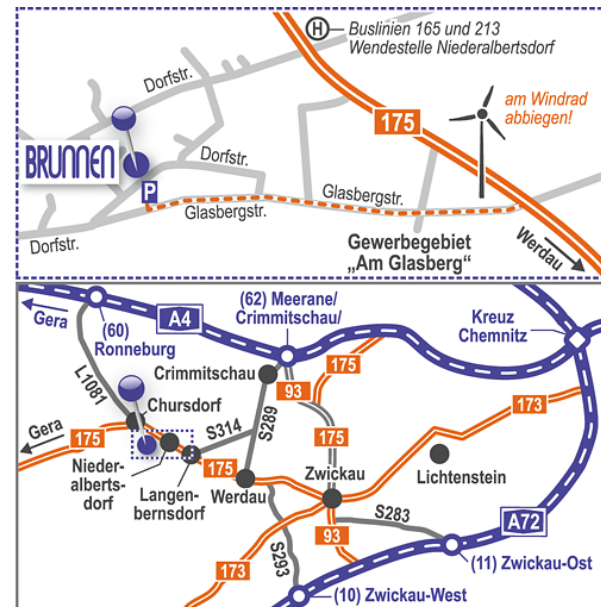 H
Buslinien 165 und 213
Wendestelle Niederalbertsdorf
Dorfstr.
175
am Windrad
abbiegen!
BRUNNEN
Dorfstr.
P
Glasbergstr.
Glasbergstr.
Dorfstr.
Gewerbegebiet
„Am Glasberg“
Werdau
Gera
(60)
Ronneburg
A4
(62) Meerane/
Crimmitschau/
Kreuz
Chemnitz
L1081
Crimmitschau
93
175
173
Chursdorf
S314
S289
175
Gera
175
Nieder-
alberts-
dorf
Langen-
bernsdorf
175
Werdau
Zwickau
Lichtenstein
S283
A72
93
S293
173
(11) Zwickau-Ost
(10) Zwickau-West